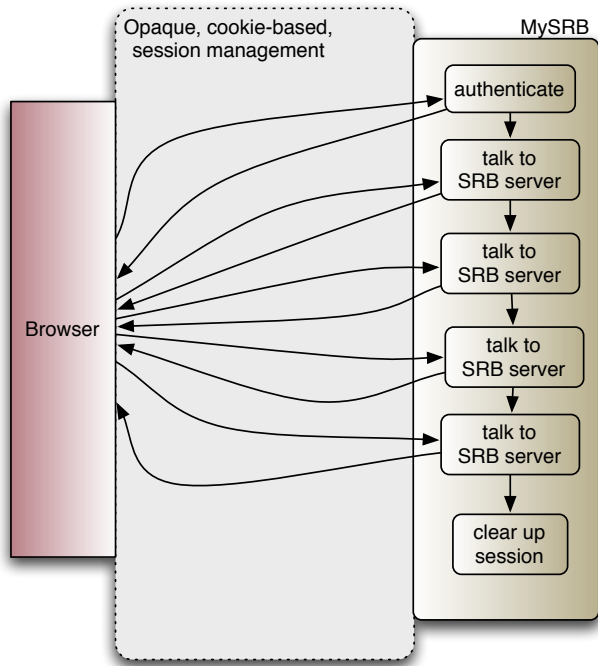 Opaque, cookie-based,
session management
MySRB
authenticate
talk to
SRB server
talk to
SRB server
Browser
talk to
SRB server
talk to
SRB server
clear up
session